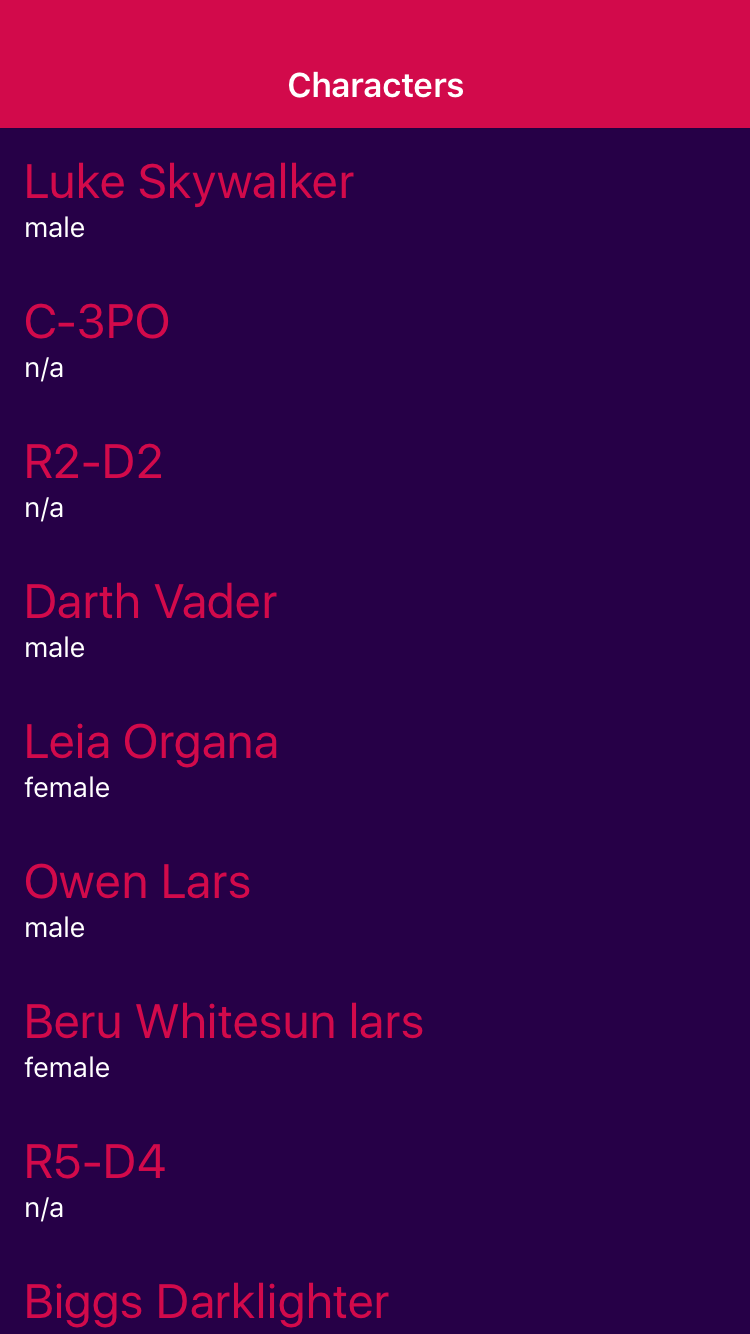 Characters
Luke Skywalker
male
C-3PO
n/a
R2-D2
n/a
Darth Vader
male
Leia Organa
female
Owen Lars
male
Beru Whitesun lars
female
R5-D4
n/a
Biggs Darklighter